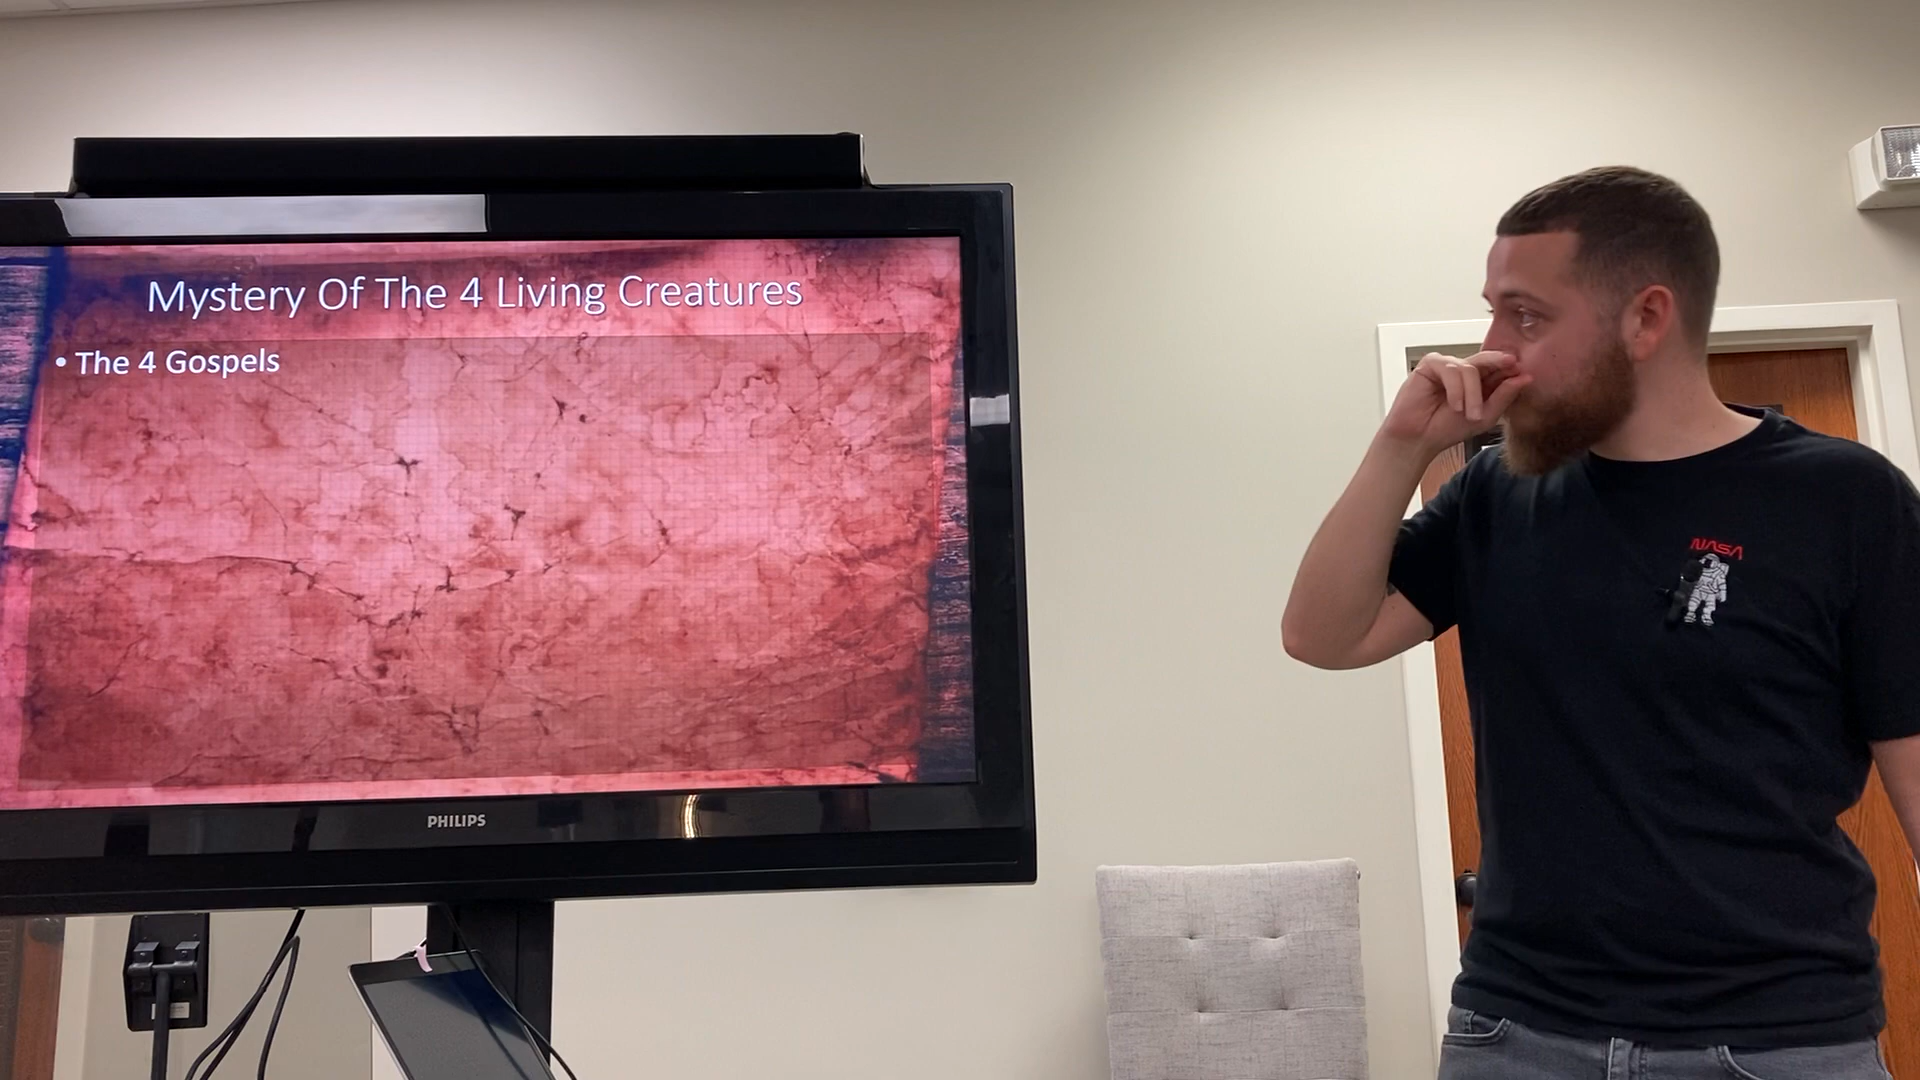 Mystery Of The 4 Living Creatures
• The 4 Gospels
PHILIPS
NASA